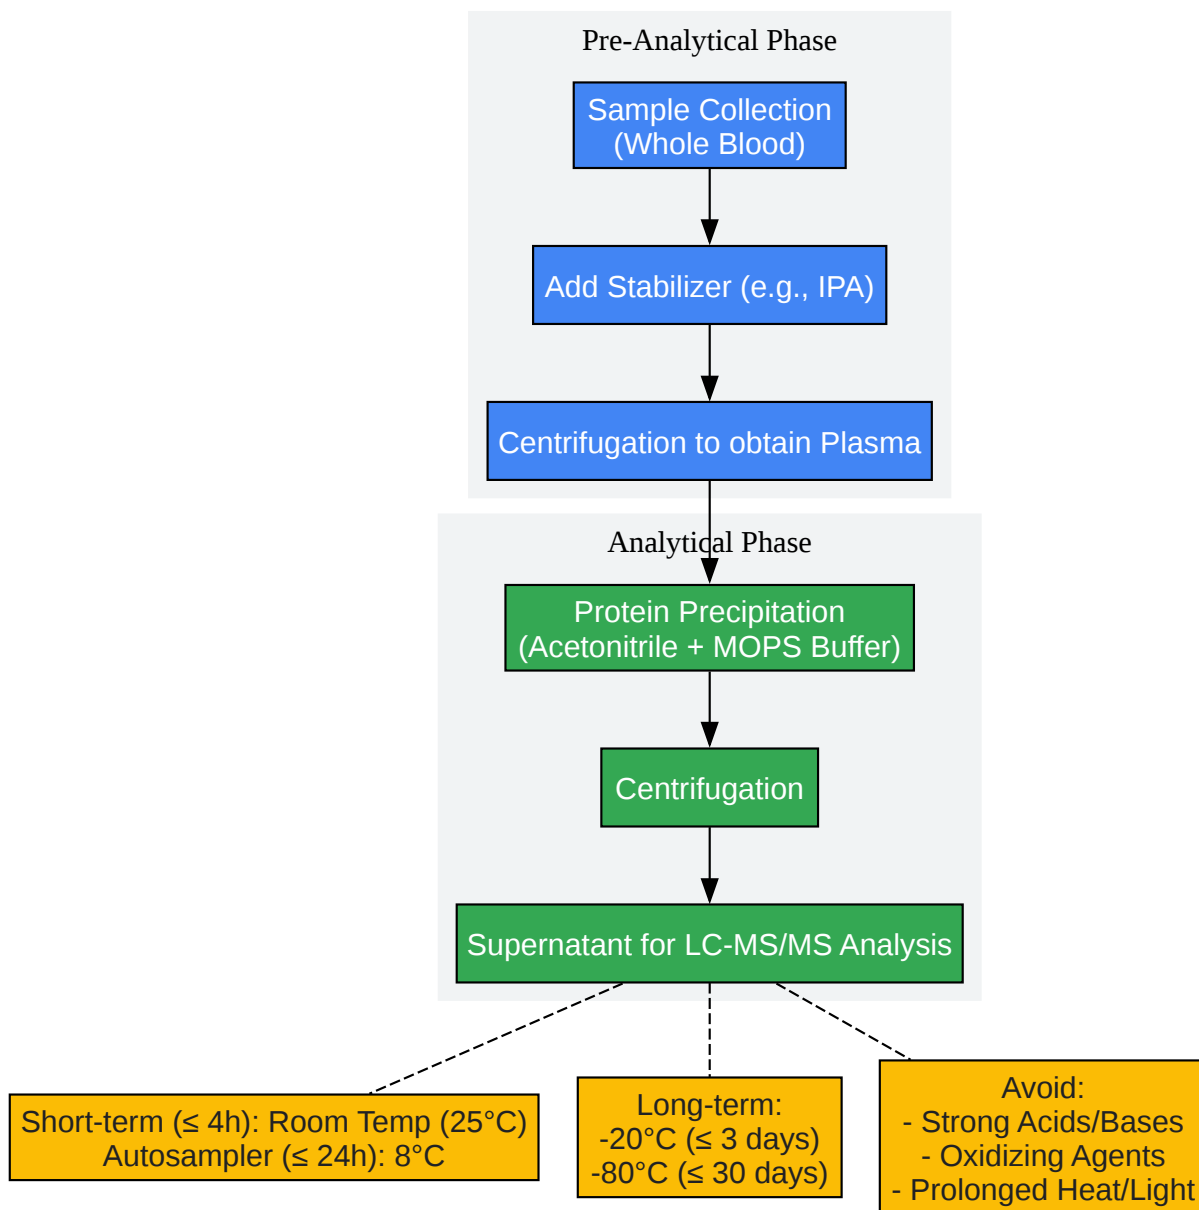 Pre-Analytical Phase
Sample Collection
(Whole Blood)
Add Stabilizer (e.g., IPA)
Centrifugation to obtain Plasma
Analytical Phase
Protein Precipitation
(Acetonitrile + MOPS Buffer)
Centrifugation
Supernatant for LC-MS/MS Analysis
Short-term (≤ 4h): Room Temp (25°C)
Autosampler (≤ 24h): 8°C
Long-term:
-20°C (≤ 3 days)
-80°C (≤ 30 days)
Avoid:
- Strong Acids/Bases
- Oxidizing Agents
- Prolonged Heat/Light